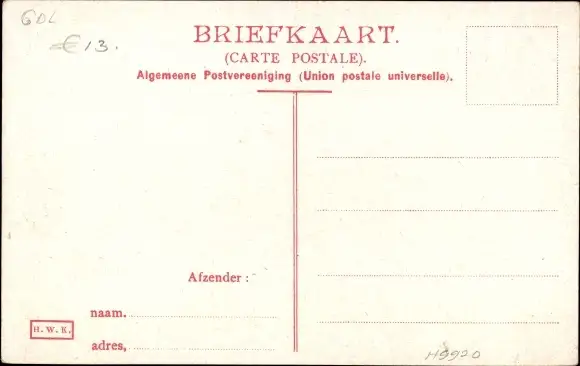 GDL
€ 13.
BRIEFKAART.
(CARTE POSTALE).
Algemeene Postvereeniging (Union postale universelle).
Afzender :
naam.
H. W. K.
adres,
H9920